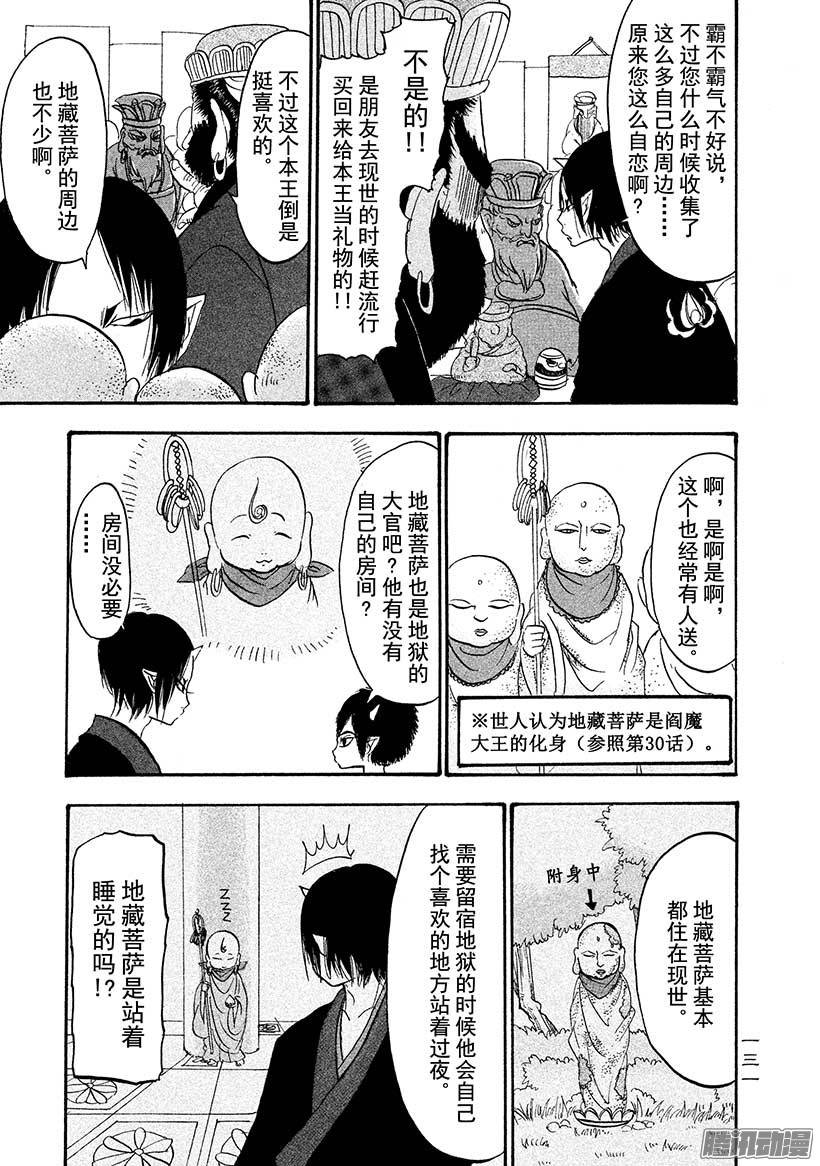 霸不霸气不好说，
不过您什么时候收集了
这么多自己的周边……
原来您这么自恋啊？
不是的!!
是朋友去现世的时候赶流行
买回来给本王当礼物的!!
不过这个本王倒是
挺喜欢的。
地藏菩萨的周边
也不少啊。
啊，是啊是啊，
这个也经常有人送。
※世人认为地藏菩萨是阎魔
大王的化身（参照第30话）。
地藏菩萨也是地狱的
大官吧？他有没有
自己的房间？
房间没必要
……
附身中
地藏菩萨基本
都住在现世。
需要留宿地狱的时候他会自己
找个喜欢的地方站着过夜。
ZZZ
地藏菩萨是站着
睡觉的吗!?
一三一
腾讯动漫